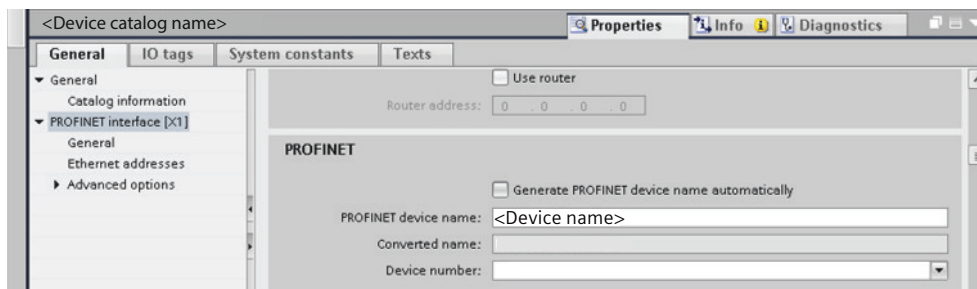 <Device catalog name>
Properties
Info
Diagnostics
General
IO tags
System constants
Texts
General
Catalog information
PROFINET interface [X1]
General
Ethernet addresses
Advanced options
Use router
Router address: 0 . 0 . 0 . 0
PROFINET
Generate PROFINET device name automatically
PROFINET device name: <Device name>
Converted name:
Device number: